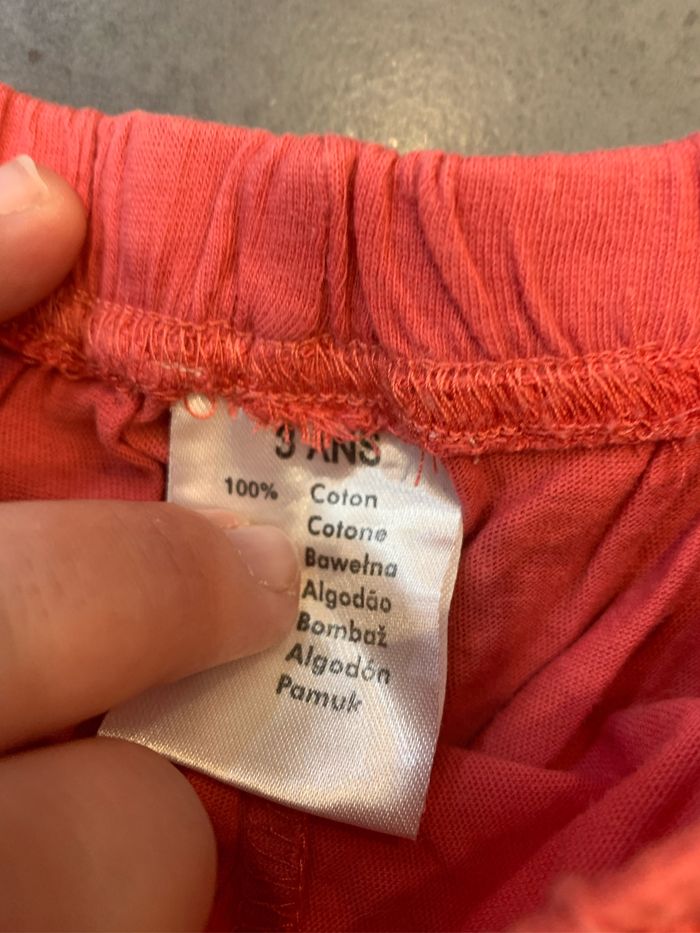 ANS
100% Coton
Cotone
Bawełna
Algodão
Bombaž
Algodón
Pamuk